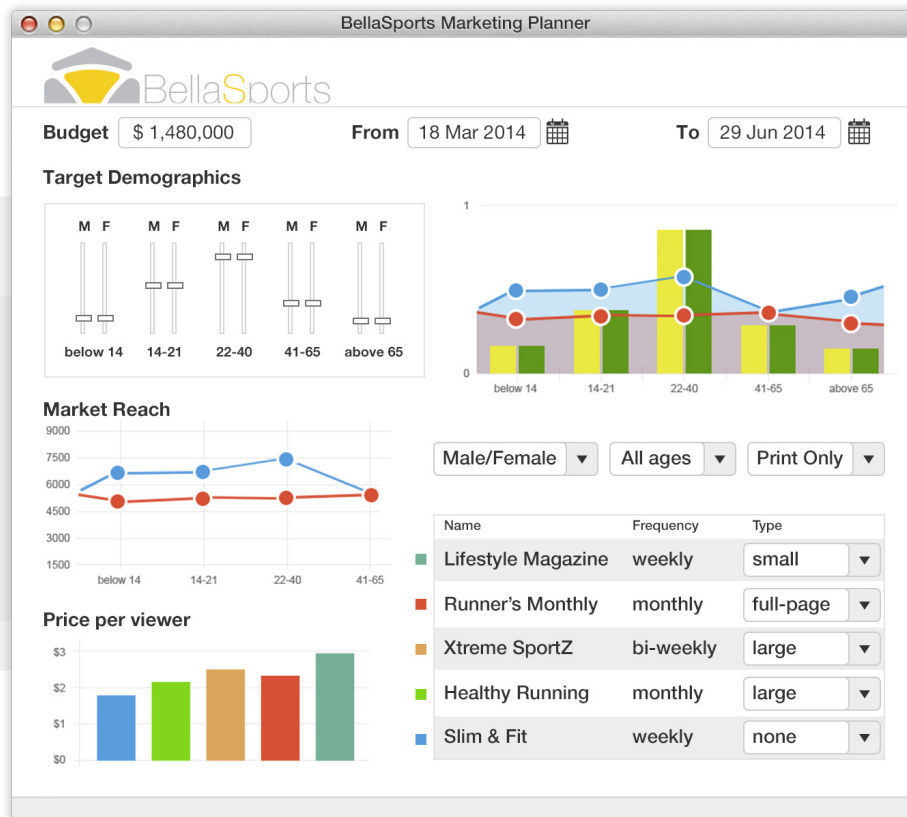 BellaSports Marketing Planner
BellaSports
Budget $ 1,480,000 From 18 Mar 2014 To 29 Jun 2014
Target Demographics
M F M F M F M F M F
below 14 14-21 22-40 41-65 above 65
1
0
below 14 14-21 22-40 41-65 above 65
Market Reach
9000
7500
6000
4500
3000
1500
below 14 14-21 22-40 41-65
Male/Female All ages Print Only
Name Frequency Type
Lifestyle Magazine weekly small
Runner's Monthly monthly full-page
Xtreme SportZ bi-weekly large
Healthy Running monthly large
Slim & Fit weekly none
Price per viewer
$3
$2
$1
$0